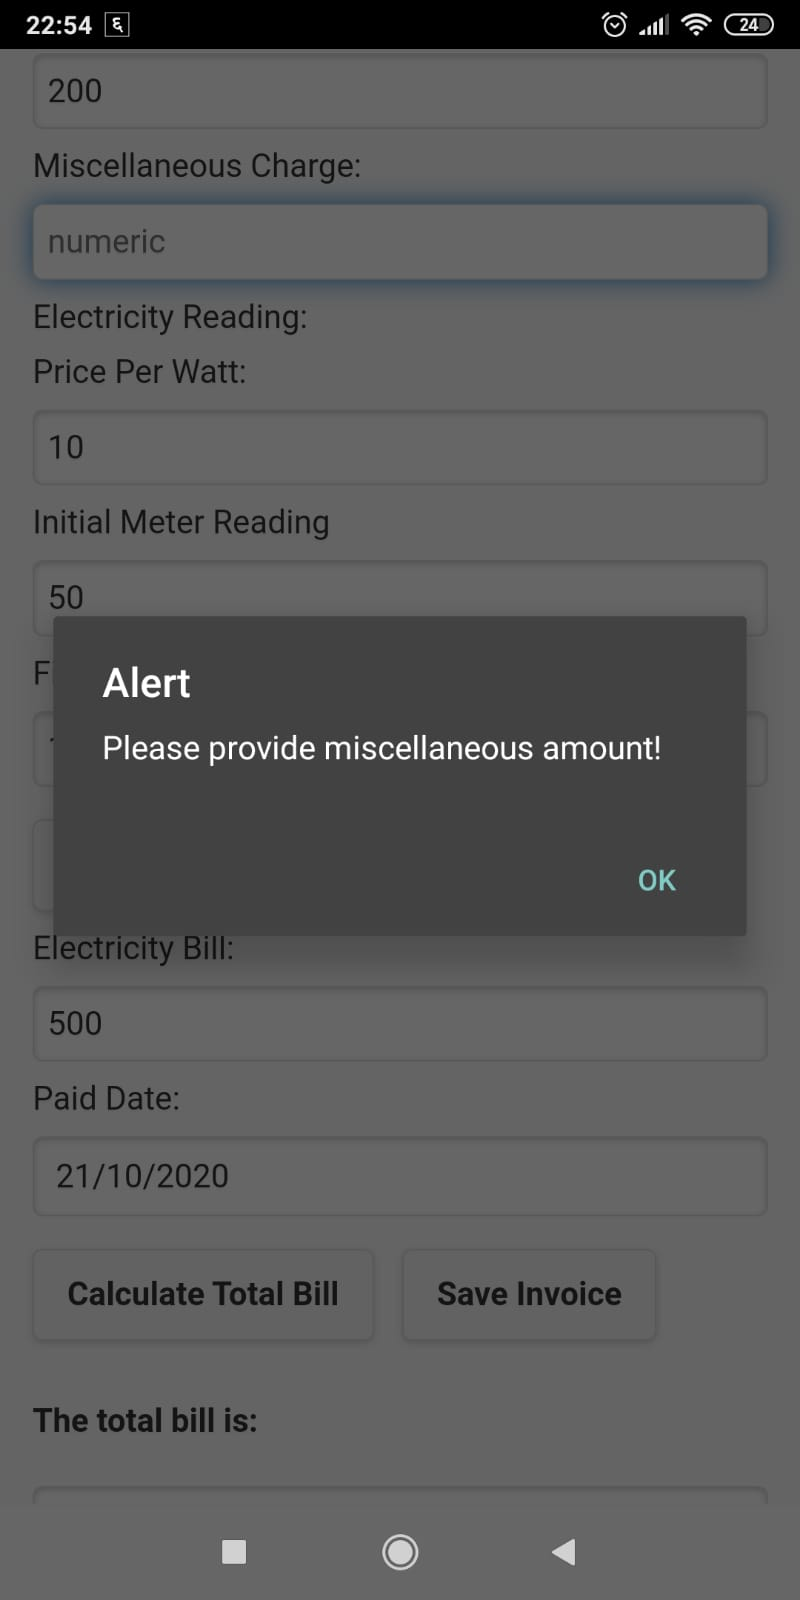 22:54 ६ 24
200
Miscellaneous Charge:
numeric
Electricity Reading:
Price Per Watt:
10
Initial Meter Reading
50
Alert
Please provide miscellaneous amount!
OK
Electricity Bill:
500
Paid Date:
21/10/2020
Calculate Total Bill Save Invoice
The total bill is: